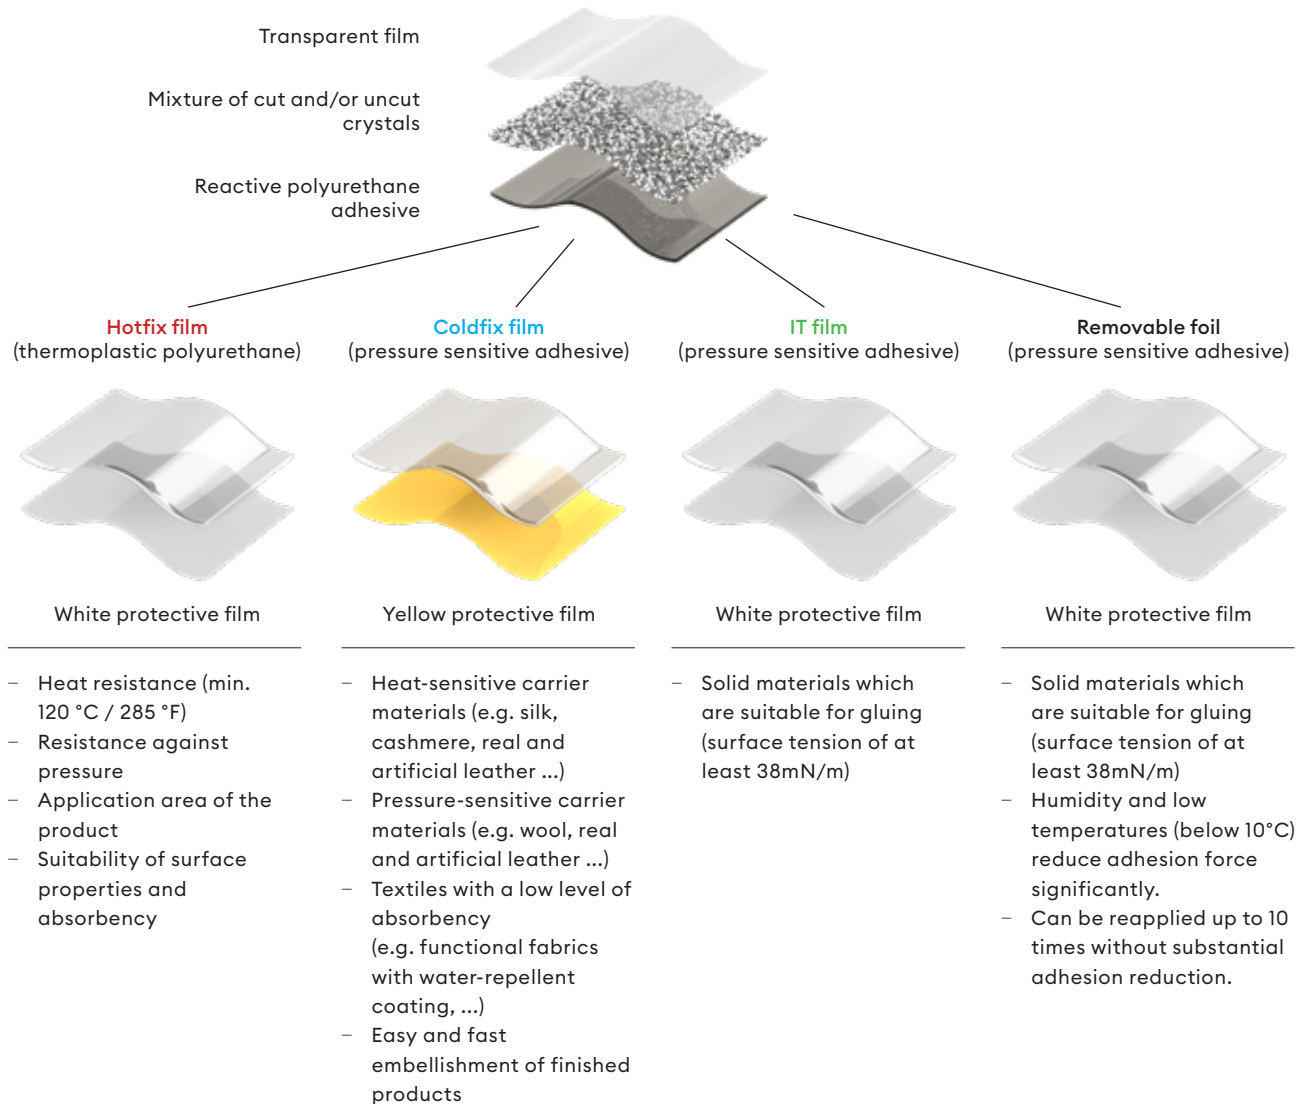 Transparent film
Mixture of cut and/or uncut
crystals
Reactive polyurethane
adhesive
Hotfix film
(thermoplastic polyurethane)
Coldfix film
(pressure sensitive adhesive)
IT film
(pressure sensitive adhesive)
Removable foil
(pressure sensitive adhesive)
White protective film
Yellow protective film
White protective film
White protective film
– Heat resistance (min.
120 °C / 285 °F)
– Resistance against
pressure
– Application area of the
product
– Suitability of surface
properties and
absorbency
– Heat-sensitive carrier
materials (e.g. silk,
cashmere, real and
artificial leather ...)
– Pressure-sensitive carrier
materials (e.g. wool, real
and artificial leather ...)
– Textiles with a low level of
absorbency
(e.g. functional fabrics
with water-repellent
coating, ...)
– Easy and fast
embellishment of finished
products
– Solid materials which
are suitable for gluing
(surface tension of at
least 38mN/m)
– Solid materials which
are suitable for gluing
(surface tension of at
least 38mN/m)
– Humidity and low
temperatures (below 10°C)
reduce adhesion force
significantly.
– Can be reapplied up to 10
times without substantial
adhesion reduction.